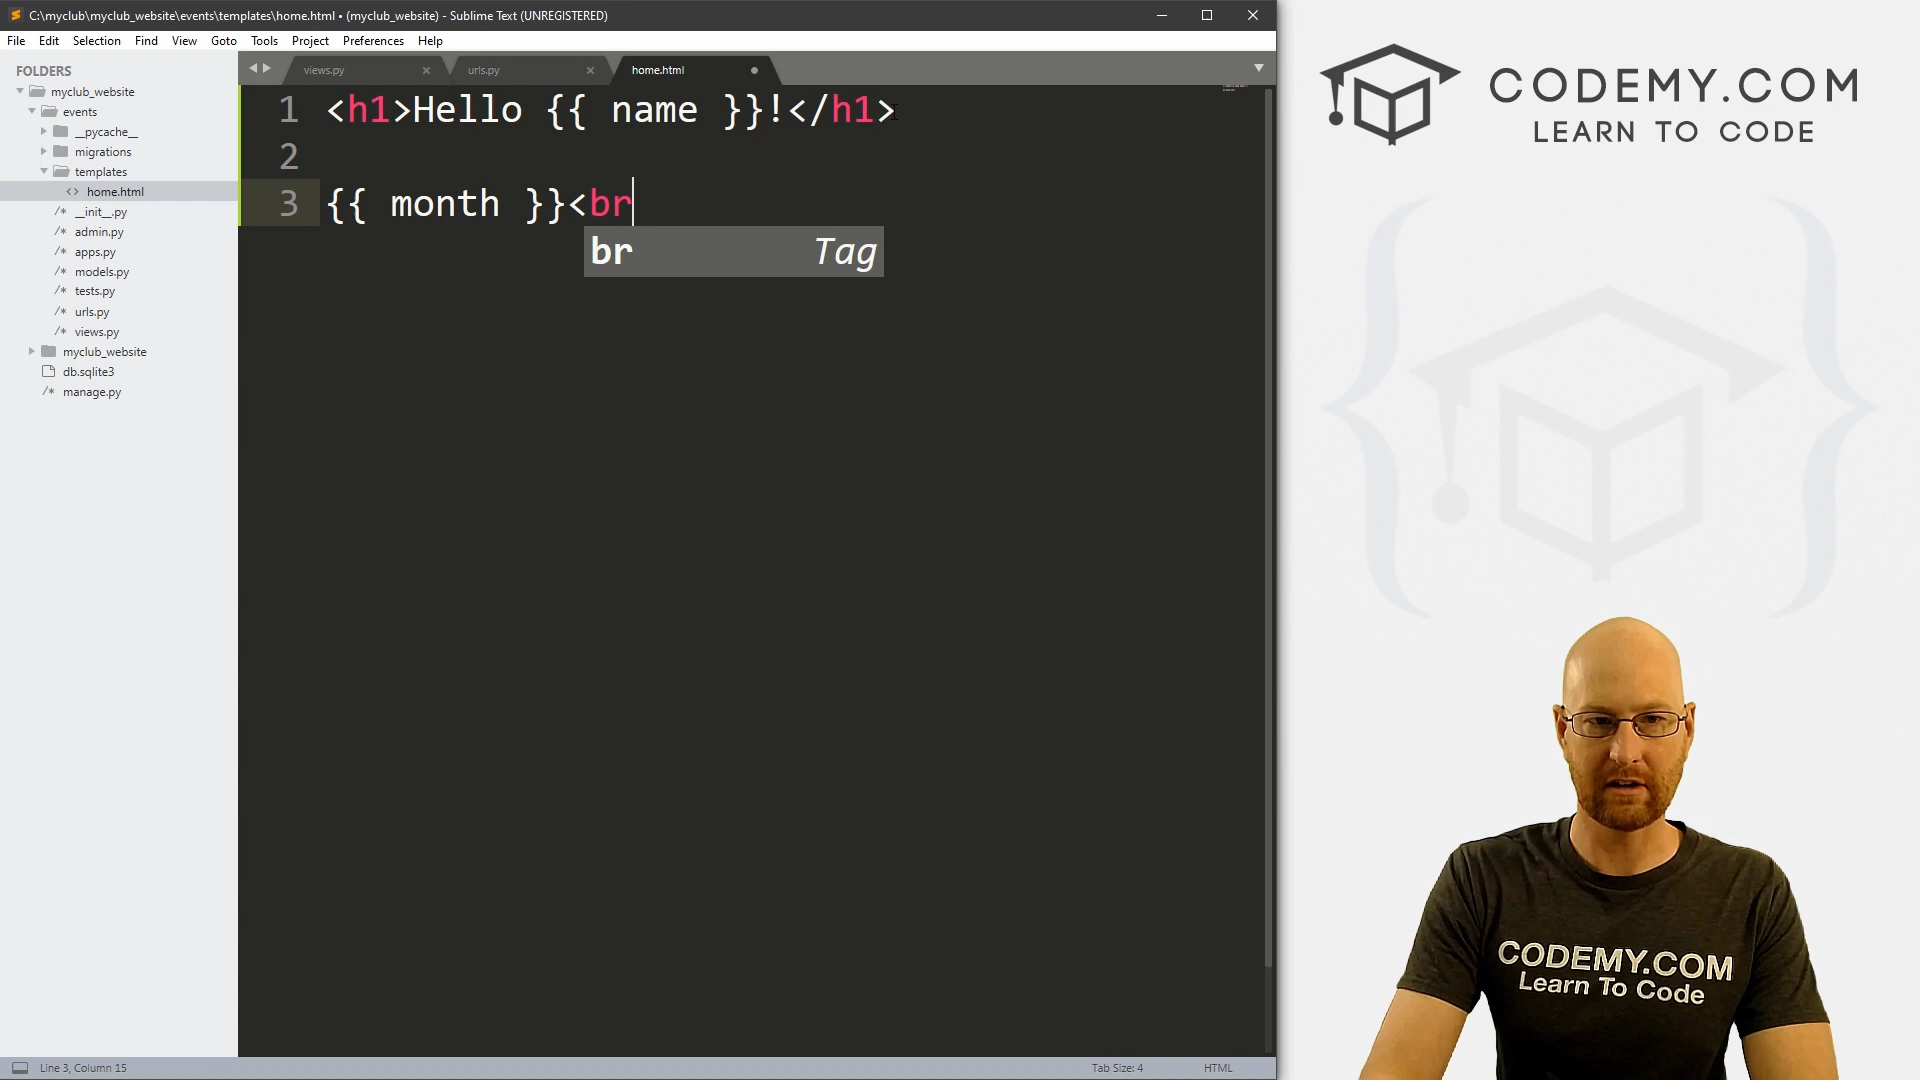 C:\myclub\myclub_website\events\templates\home.html • (myclub_website) - Sublime Text (UNREGISTERED)
File Edit Selection Find View Goto Tools Project Preferences Help
FOLDERS
myclub_website
events
__pycache__
migrations
templates
<> home.html
/* __init__.py
/* admin.py
/* apps.py
/* models.py
/* tests.py
/* urls.py
/* views.py
myclub_website
db.sqlite3
/* manage.py
views.py urls.py home.html
1 <h1>Hello {{ name }}!</h1>
2
3 {{ month }}<br
br Tag
Line 3, Column 15
Tab Size: 4 HTML
CODEMY.COM
LEARN TO CODE
CODEMY.COM
Learn To Code